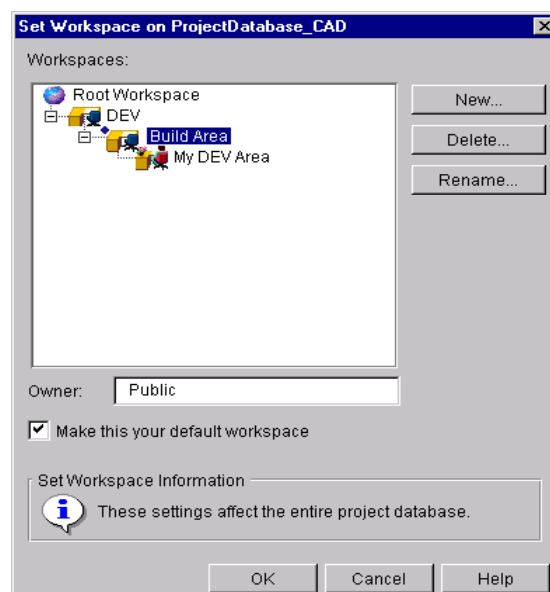 Set Workspace on ProjectDatabase_CAD
Workspaces:
Root Workspace
DEV
Build Area
My DEV Area
New...
Delete...
Rename...
Owner: Public
Make this your default workspace
Set Workspace Information
These settings affect the entire project database.
OK Cancel Help